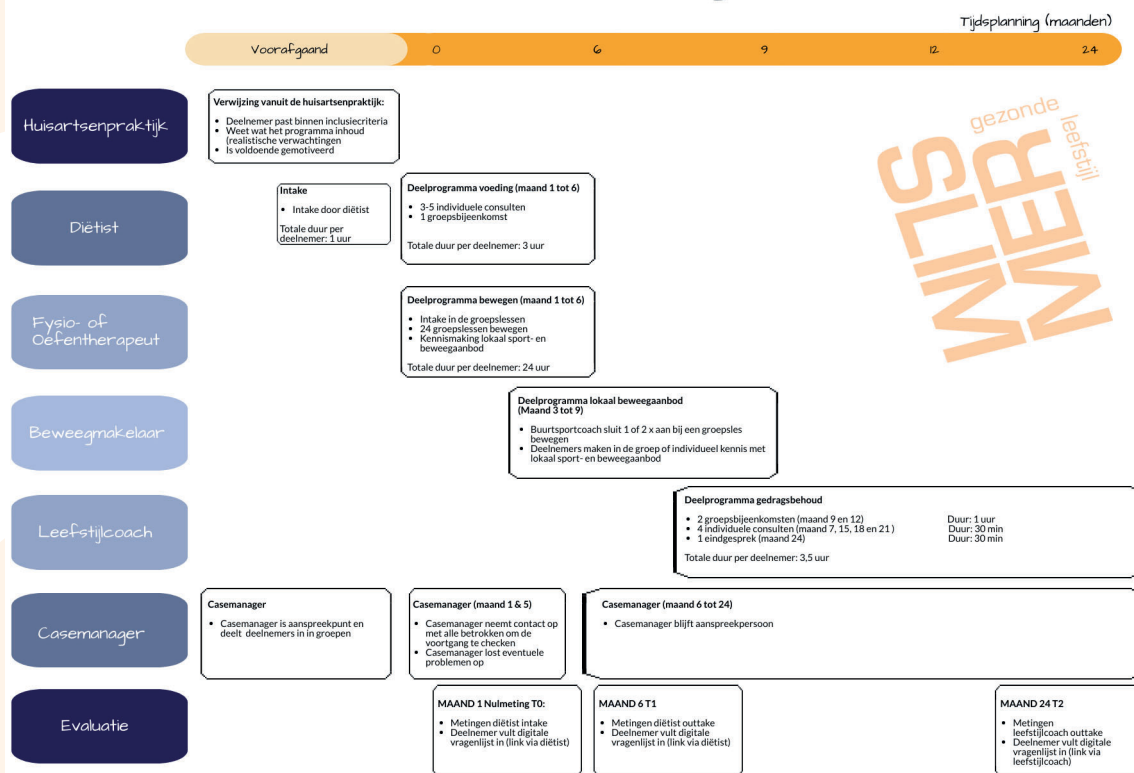 Tijdsplanning (maanden)
Voorafgaand 0 6 9 12 24
Huisartsenpraktijk
Verwijzing vanuit de huisartsenpraktijk:
• Deelnemer past binnen inclusiecriteria
• Weet wat het programma inhoud
(realistische verwachtingen
• Is voldoende gemotiveerd
gezonde
leefstijl
SLIMMER
Diëtist
Intake
• Intake door diëtist
Totale duur per
deelnemer: 1 uur
Deelprogramma voeding (maand 1 tot 6)
• 3-5 individuele consulten
• 1 groepsbijeenkomst
Totale duur per deelnemer: 3 uur
Fysio- of
Oefentherapeut
Deelprogramma bewegen (maand 1 tot 6)
• Intake in de groepslessen
• 24 groepslessen bewegen
• Kennismaking lokaal sport- en
beweegaanbod
Totale duur per deelnemer: 24 uur
Beweegmakelaar
Deelprogramma lokaal beweegaanbod
(Maand 3 tot 9)
• Buurtsportcoach sluit 1 of 2 x aan bij een groepsles
bewegen
• Deelnemers maken in de groep of individueel kennis met
lokaal sport- en beweegaanbod
Leefstijlcoach
Deelprogramma gedragsbehoud
• 2 groepsbijeenkomsten (maand 9 en 12) Duur: 1 uur
• 4 individuele consulten (maand 7, 15, 18 en 21 ) Duur: 30 min
• 1 eindgesprek (maand 24) Duur: 30 min
Totale duur per deelnemer: 3,5 uur
Casemanager
Casemanager
• Casemanager is aanspreekpunt en
deelt deelnemers in in groepen
Casemanager (maand 1 & 5)
• Casemanager neemt contact op
met alle betrokken om de
voortgang te checken
• Casemanager lost eventuele
problemen op
Casemanager (maand 6 tot 24)
• Casemanager blijft aanspreekpersoon
Evaluatie
MAAND 1 Nulmeting T0:
• Metingen diëtist intake
• Deelnemer vult digitale
vragenlijst in (link via diëtist)
MAAND 6 T1
• Metingen diëtist outtake
• Deelnemer vult digitale
vragenlijst in (link via diëtist)
MAAND 24 T2
• Metingen
leefstijlcoach outtake
• Deelnemer vult digitale
vragenlijst in (link via
leefstijlcoach)